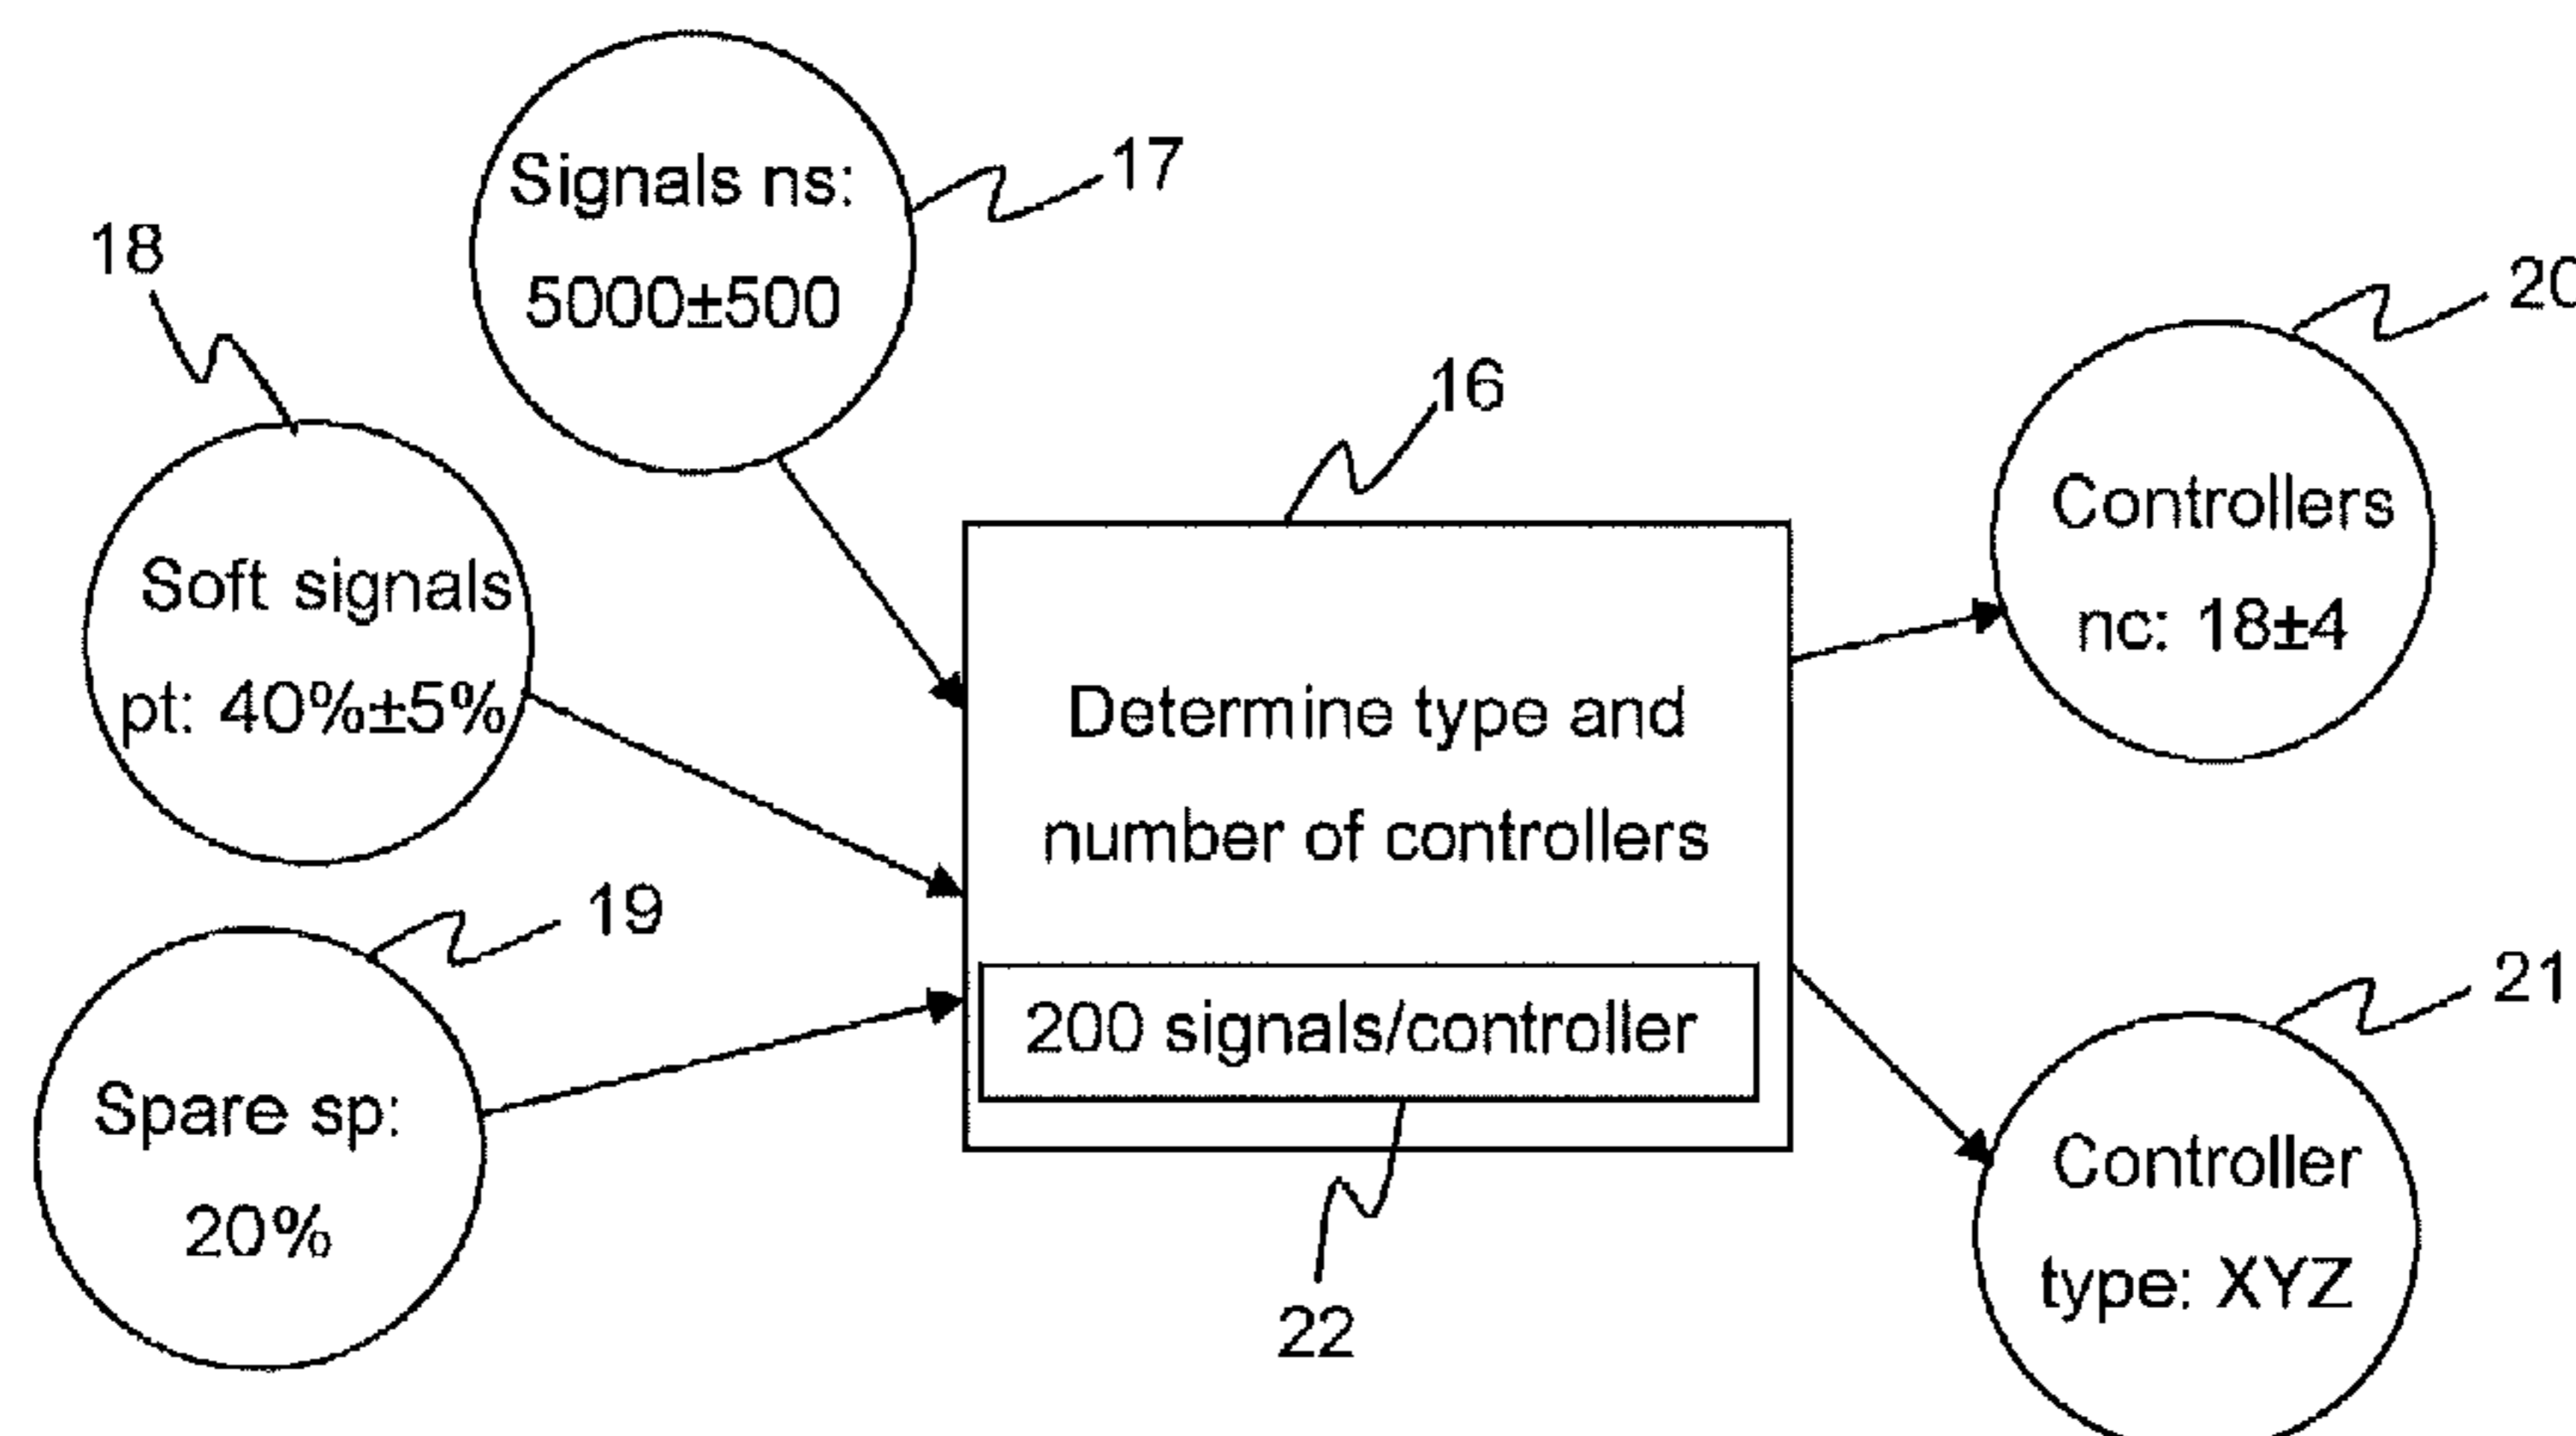 17
Signals ns:
5000±500
18
Soft signals
pt: 40%±5%
19
Spare sp:
20%
16
Determine type and
number of controllers
200 signals/controller
22
20
Controllers
nc: 18±4
21
Controller
type: XYZ